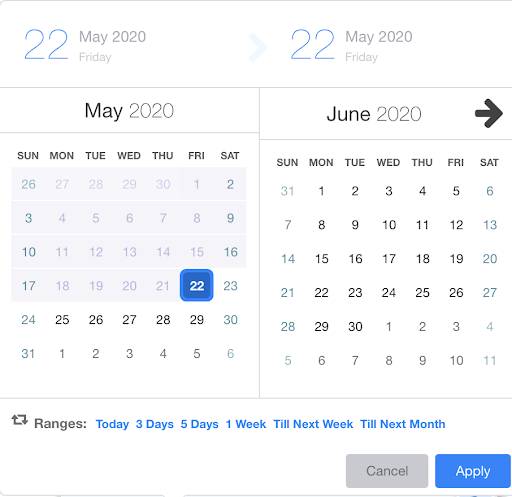 22 May 2020
Friday
22 May 2020
Friday
May 2020
SUN MON TUE WED THU FRI SAT
26 27 28 29 30 1 2
3 4 5 6 7 8 9
10 11 12 13 14 15 16
17 18 19 20 21 22 23
24 25 26 27 28 29 30
31 1 2 3 4 5 6
June 2020
SUN MON TUE WED THU FRI SAT
31 1 2 3 4 5 6
7 8 9 10 11 12 13
14 15 16 17 18 19 20
21 22 23 24 25 26 27
28 29 30 1 2 3 4
5 6 7 8 9 10 11
Ranges: Today 3 Days 5 Days 1 Week Till Next Week Till Next Month
Cancel Apply